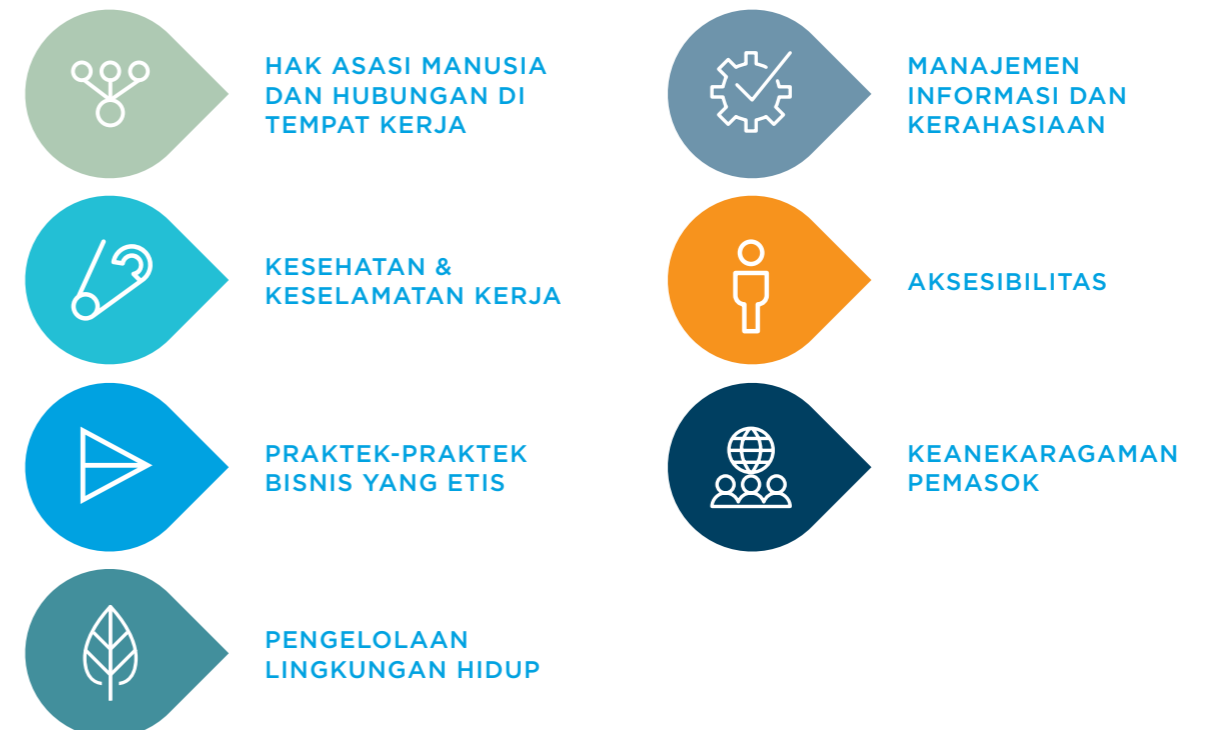 HAK ASASI MANUSIA
DAN HUBUNGAN DI
TEMPAT KERJA
KESEHATAN &
KESELAMATAN KERJA
PRAKTEK-PRAKTEK
BISNIS YANG ETIS
PENGELOLAAN
LINGKUNGAN HIDUP
MANAJEMEN
INFORMASI DAN
KERAHASIAAN
AKSESIBILITAS
KEANEKARAGAMAN
PEMASOK